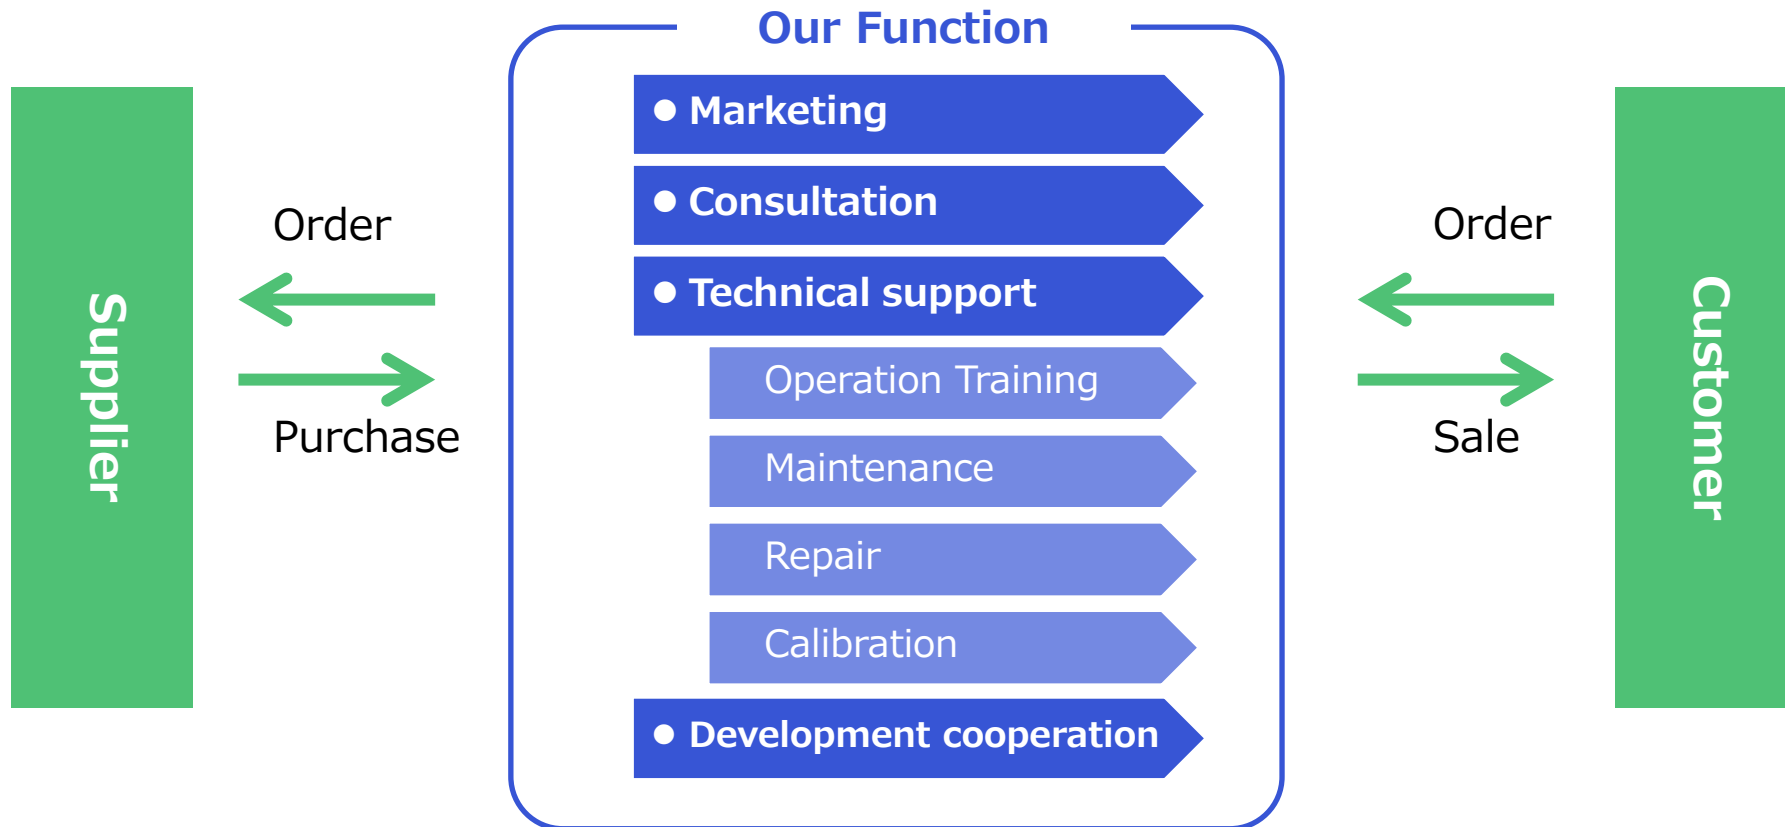 Our Function
Supplier
Order
Purchase
● Marketing
● Consultation
● Technical support
Operation Training
Maintenance
Repair
Calibration
● Development cooperation
Order
Sale
Customer